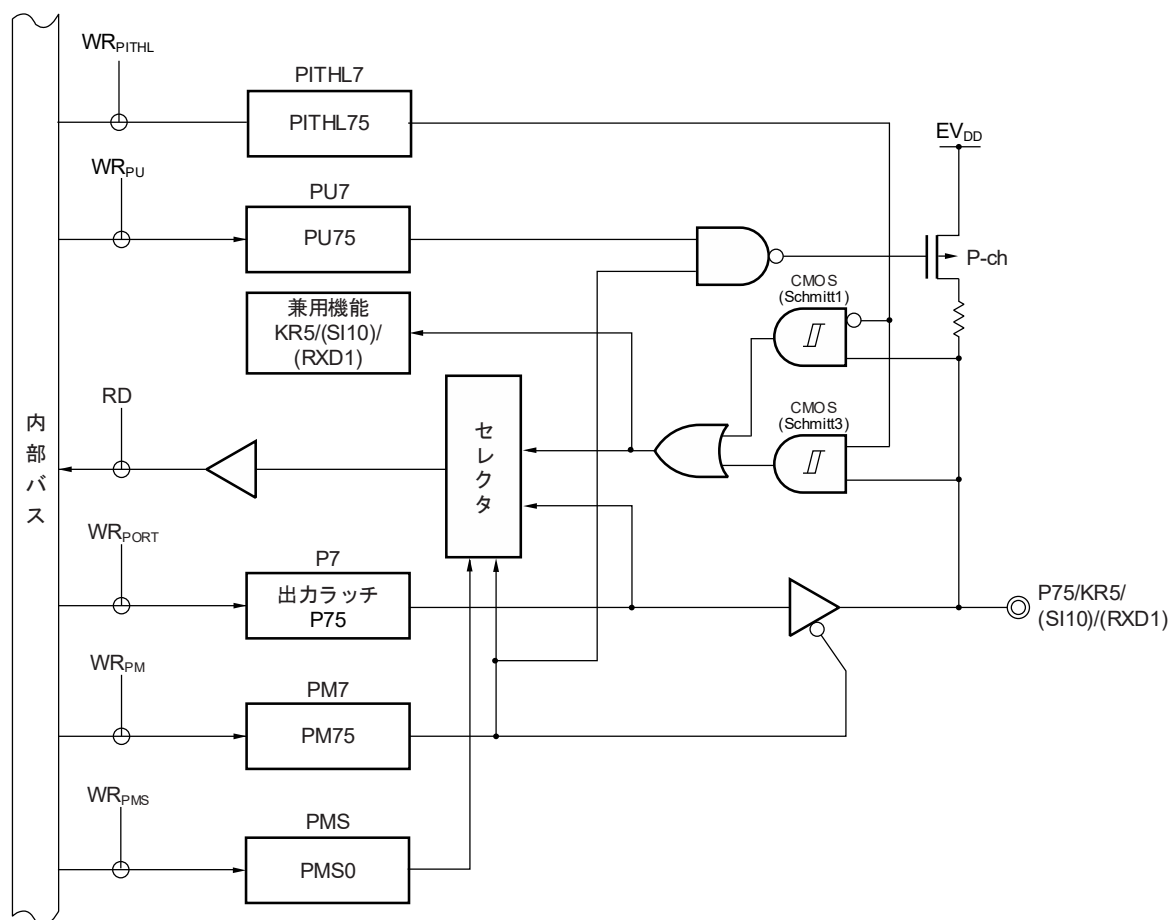 WRPITHL
PITHL7
PITHL75
EVDD
WRPU
PU7
PU75
P-ch
CMOS
(Schmitt1)
兼用機能
KR5/(SI10)/
(RXD1)
RD
内部バス
セレクタ
CMOS
(Schmitt3)
WRPORT
P7
出力ラッチ
P75
P75/KR5/
(SI10)/(RXD1)
WRPM
PM7
PM75
WRPMS
PMS
PMS0